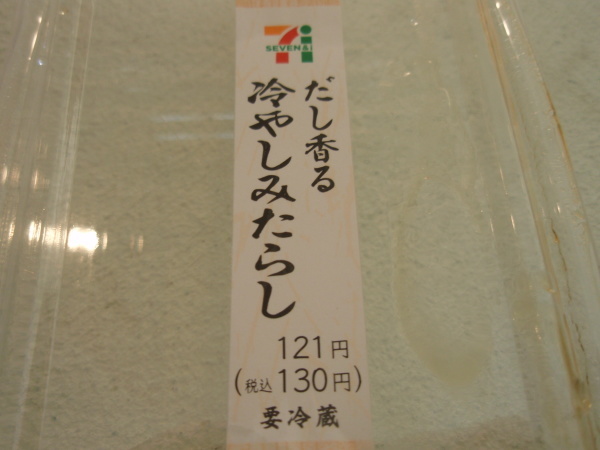 SEVEN&i
だし香る
冷やしみたらし
121円
(税込130円)
要冷蔵